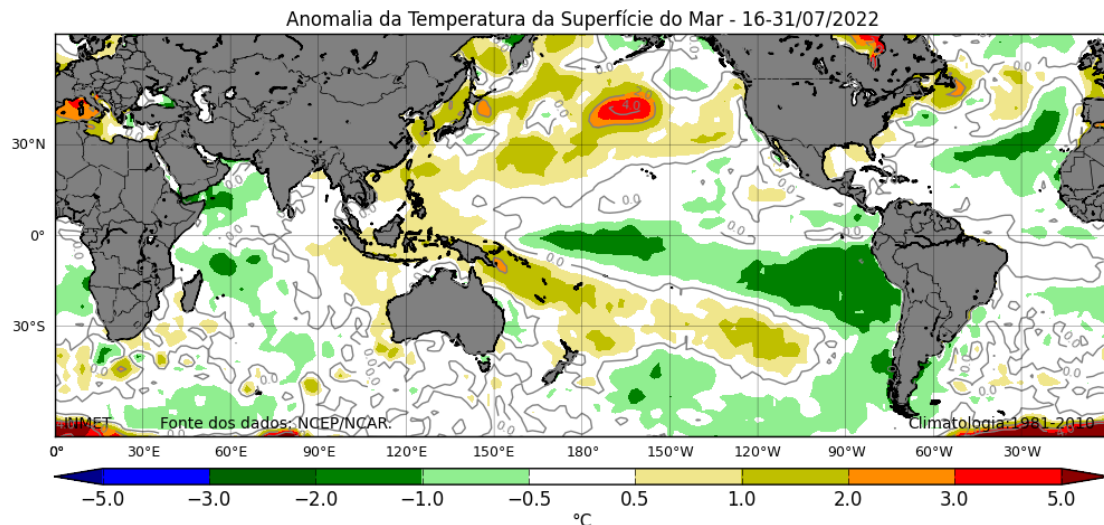 Anomalia da Temperatura da Superfície do Mar - 16-31/07/2022
30°N
0°
30°S
INMET Fonte dos dados: NCEP/NCAR. Climatologia:1981-2010
0° 30°E 60°E 90°E 120°E 150°E 180° 150°W 120°W 90°W 60°W 30°W
−5.0 −3.0 −2.0 −1.0 −0.5 0.5 1.0 2.0 3.0 5.0
°C